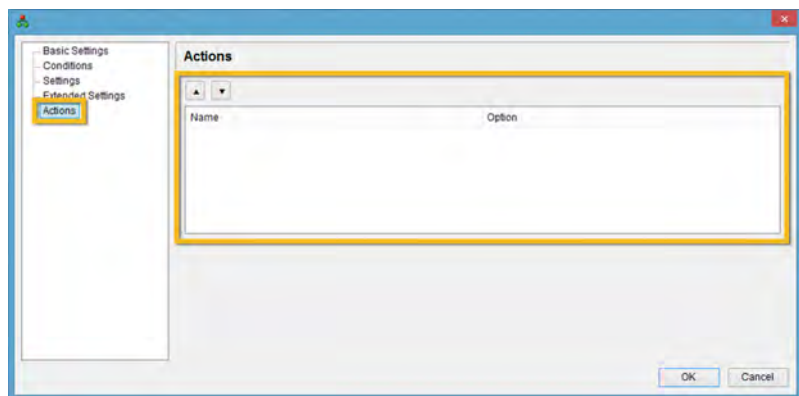 Basic Settings
Conditions
Settings
Extended Settings
Actions
Actions
Name Option
OK Cancel